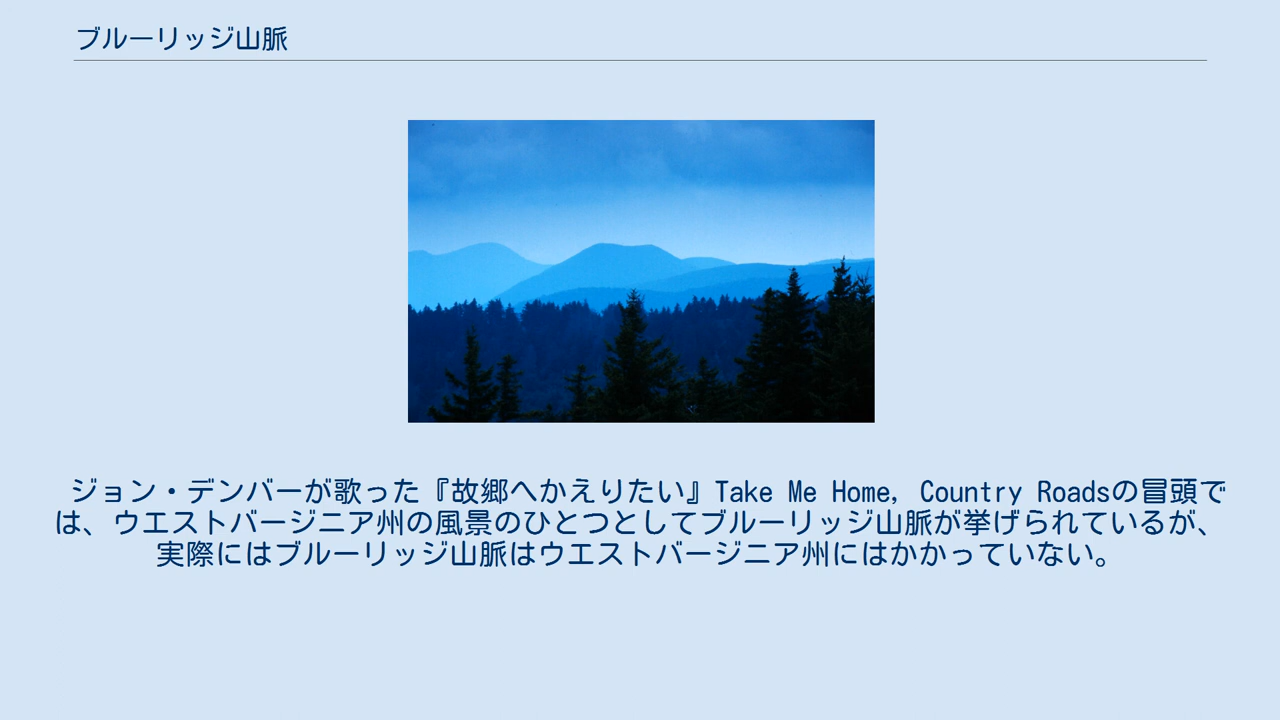 ブルーリッジ山脈
ジョン・デンバーが歌った『故郷へかえりたい』Take Me Home, Country Roadsの冒頭で
は、ウエストバージニア州の風景のひとつとしてブルーリッジ山脈が挙げられているが、
実際にはブルーリッジ山脈はウエストバージニア州にはかかっていない。